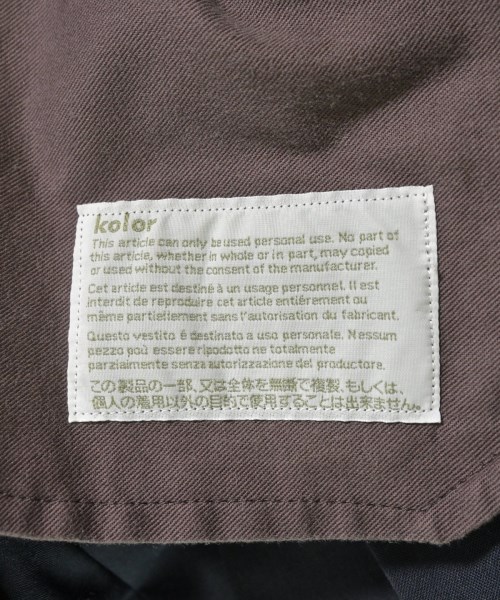 kolor
This article can only be used personal use. No part of
this article, whether in whole or in part, may copied
or used without the consent of the manufacturer.
Cet article est destiné à un usage personnel. Il est
interdit de reproduire cet article entiérement ou
même partiellement sans l'autorisation du fabricant.
Questo vestito é destinato a uso personale. Nessum
pezzo paù essere ripodotto ne totalmente
parzialmente senza autorizzazione del productore.
この製品の一部、又は全体を無断で複製、もしくは、
個人の着用以外の目的で使用することは出来ません。